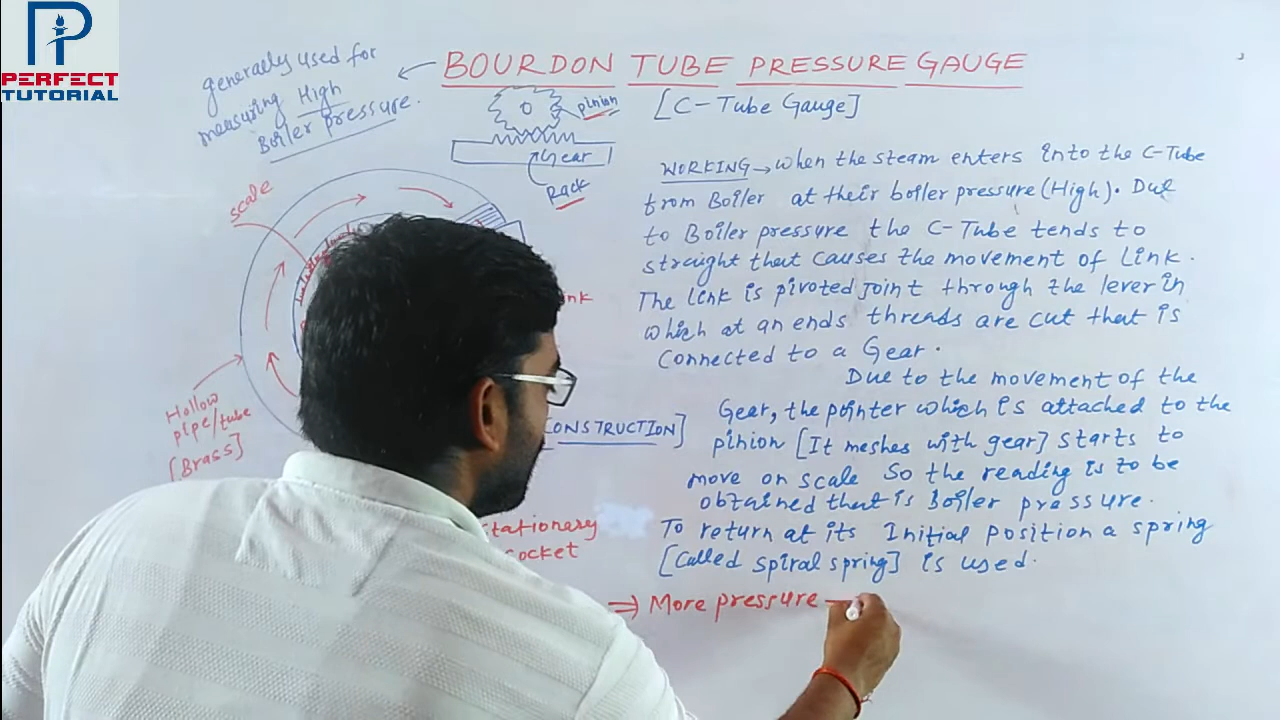 PERFECT
TUTORIAL
generally used for
measuring High
Boiler pressure.
BOURDON TUBE PRESSURE GAUGE
[C-Tube Gauge]
pinion
Gear
Rack
scale
Hollow
pipe/tube
[Brass]
CONSTRUCTION]
Stationary
WORKING → when the steam enters into the C-Tube
from Boiler at their boiler pressure (High). Due
to Boiler pressure the C-Tube tends to
straight that causes the movement of link.
The link is pivoted joint through the lever in
which at an ends threads are cut that is
connected to a Gear.
Due to the movement of the
Gear, the pointer which is attached to the
pinion [It meshes with gear] starts to
move on scale so the reading is to be
obtained that is Boiler pressure.
To return at its Initial position a spring
[called spiral spring] is used.
⇒ More pressure —